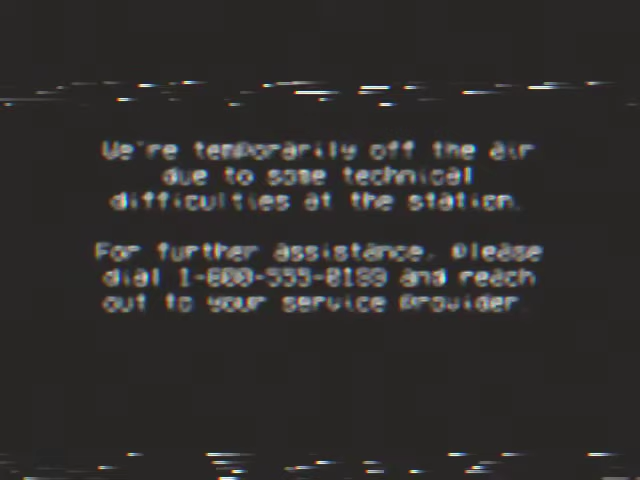 We're temporarily off the air
due to some technical
difficulties at the station.
For further assistance, Please
dial 1-800-555-0199 and reach
out to your service Provider.